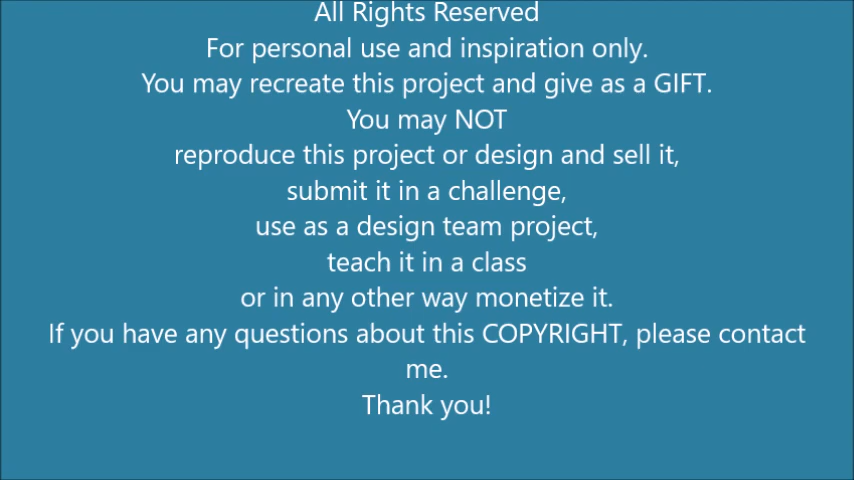 All Rights Reserved
For personal use and inspiration only.
You may recreate this project and give as a GIFT.
You may NOT
reproduce this project or design and sell it,
submit it in a challenge,
use as a design team project,
teach it in a class
or in any other way monetize it.
If you have any questions about this COPYRIGHT, please contact
me.
Thank you!